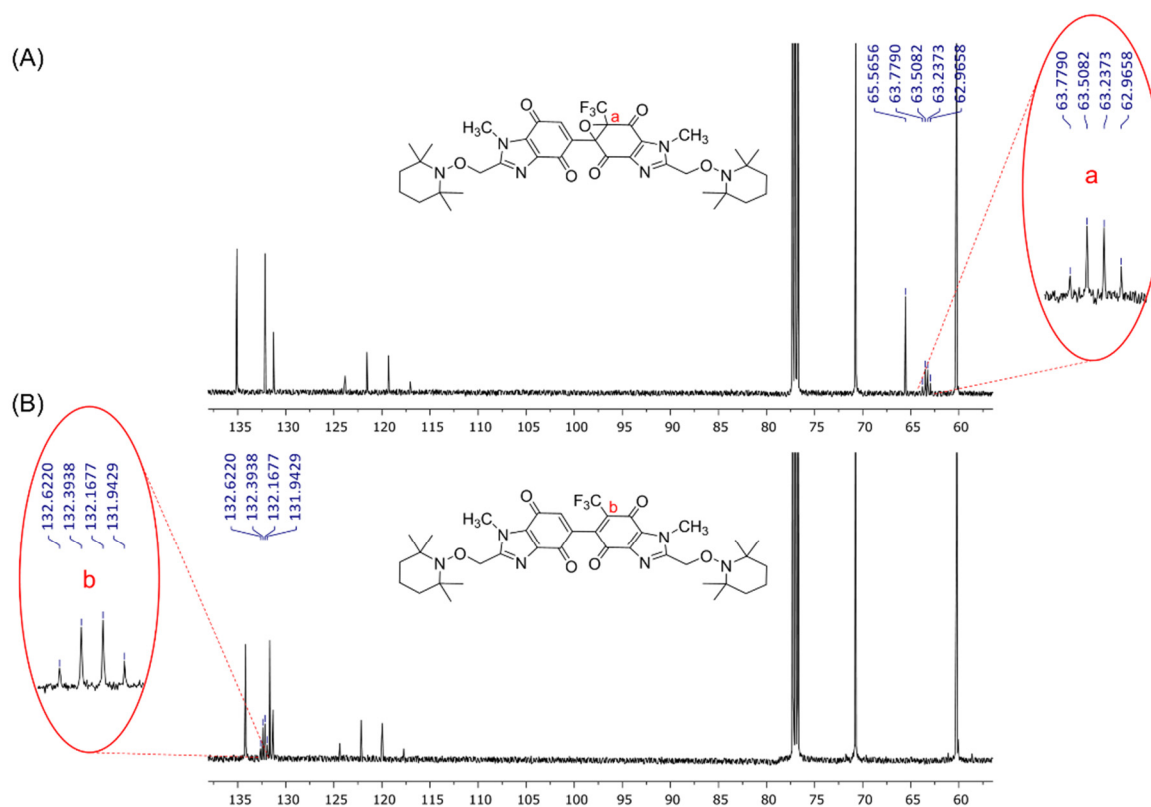 (A)
65.5656
63.7790
63.5082
63.2373
62.9658
63.7790
63.5082
63.2373
62.9658
a
O
F3C
a
O
H3C
O
CH3
N
N
O
N
O
N
O
O
N
O
N
135 130 125 120 115 110 105 100 95 90 85 80 75 70 65 60
(B)
132.6220
132.3938
132.1677
131.9429
132.6220
132.3938
132.1677
131.9429
b
O
F3C
b
O
H3C
CH3
N
N
O
N
O
N
O
O
N
O
N
135 130 125 120 115 110 105 100 95 90 85 80 75 70 65 60